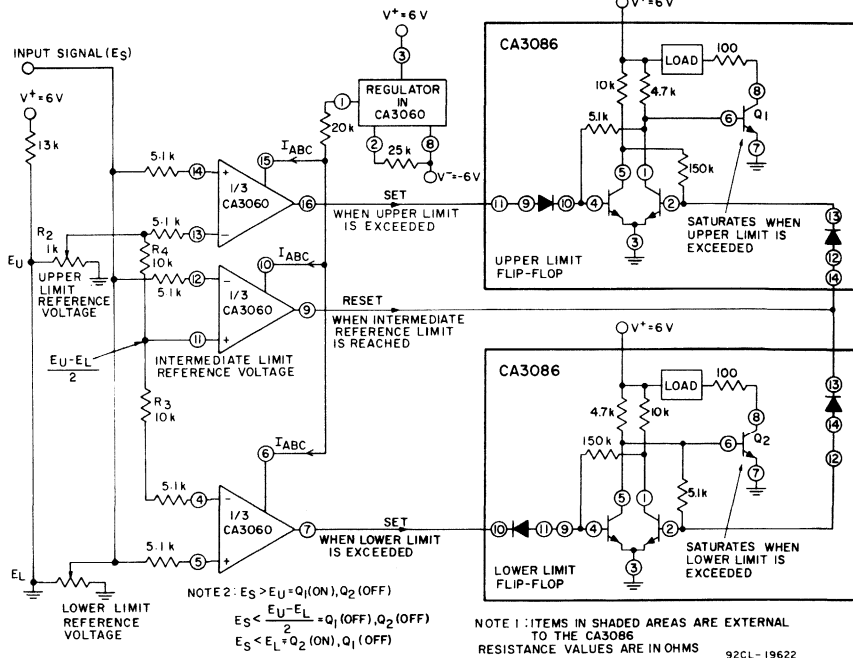 INPUT SIGNAL (ES)
V+=6V
13k
5.1k
14
+
1/3
CA3060
15
IABC
16
5.1k
13
−
R2
1k
EU
UPPER
LIMIT
REFERENCE
VOLTAGE
R4
10k
12
5.1k
−
1/3
CA3060
10
IABC
9
11
+
EU−EL
2
INTERMEDIATE LIMIT
REFERENCE VOLTAGE
R3
10k
5.1k
4
−
1/3
CA3060
6
IABC
7
5.1k
5
+
EL
LOWER LIMIT
REFERENCE
VOLTAGE
V+=6V
3
REGULATOR
IN
CA3060
1
20k
2
8
25k
V−=-6V
SET
WHEN UPPER LIMIT
IS EXCEEDED
RESET
WHEN INTERMEDIATE
REFERENCE LIMIT
IS REACHED
SET
WHEN LOWER LIMIT
IS EXCEEDED
V+=6V
CA3086
LOAD
100
10k
4.7k
8
5.1k
6
Q1
7
5
1
150k
11
9
10
4
2
3
SATURATES WHEN
UPPER LIMIT IS
EXCEEDED
UPPER LIMIT
FLIP-FLOP
13
12
14
V+=6V
CA3086
LOAD
100
4.7k
10k
8
150k
6
Q2
7
5
1
5.1k
10
11
9
4
2
3
SATURATES WHEN
LOWER LIMIT IS
EXCEEDED
LOWER LIMIT
FLIP-FLOP
13
14
12
NOTE 2: ES > EU = Q1(ON), Q2(OFF)
ES < EU−EL/2 = Q1(OFF), Q2(OFF)
ES < EL = Q2(ON), Q1(OFF)
NOTE 1: ITEMS IN SHADED AREAS ARE EXTERNAL
TO THE CA3086
RESISTANCE VALUES ARE IN OHMS
92CL-19622